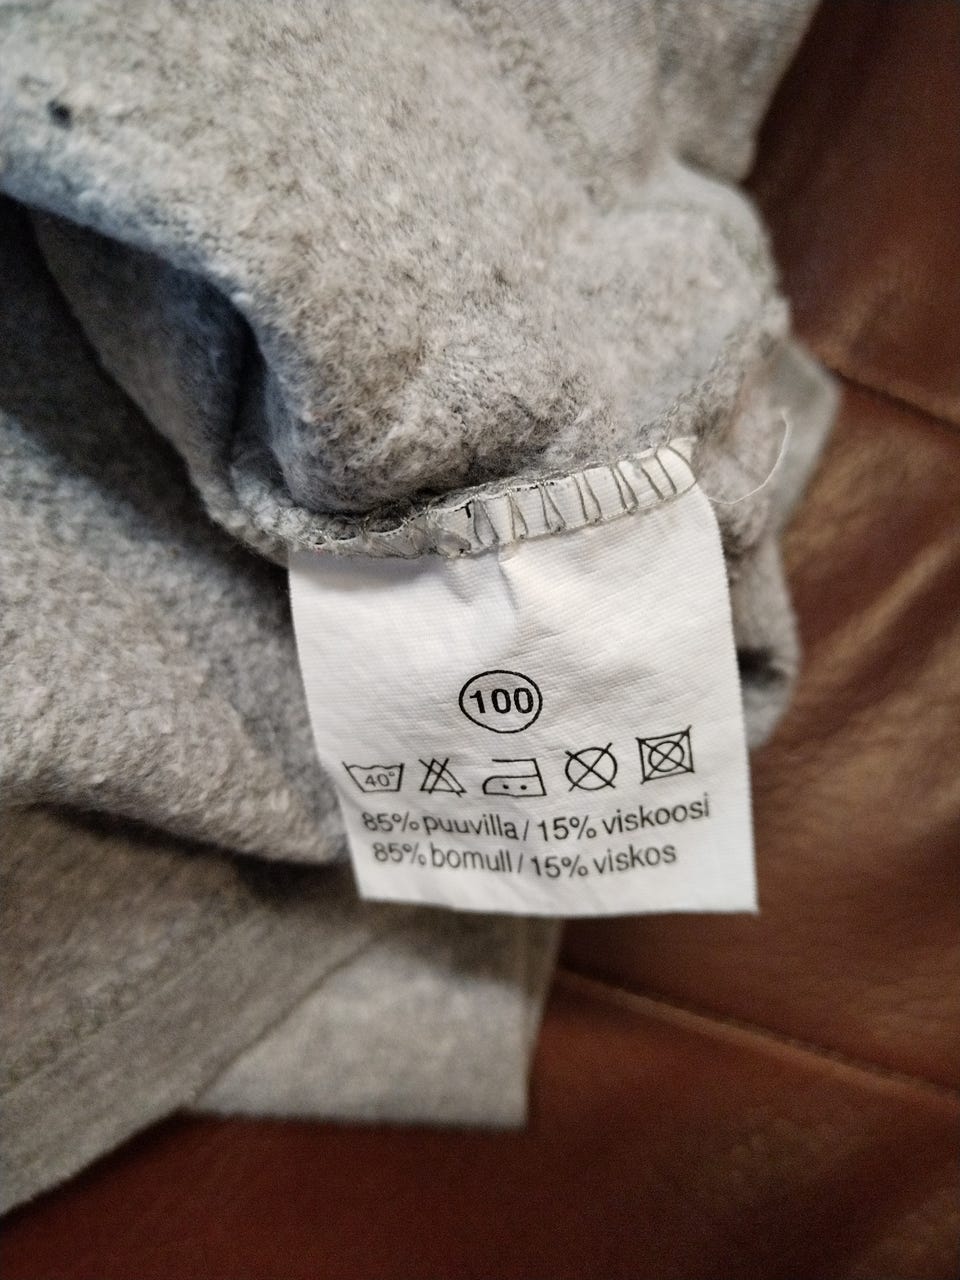 100
40°
85% puuvilla / 15% viskoosi
85% bomull / 15% viskos